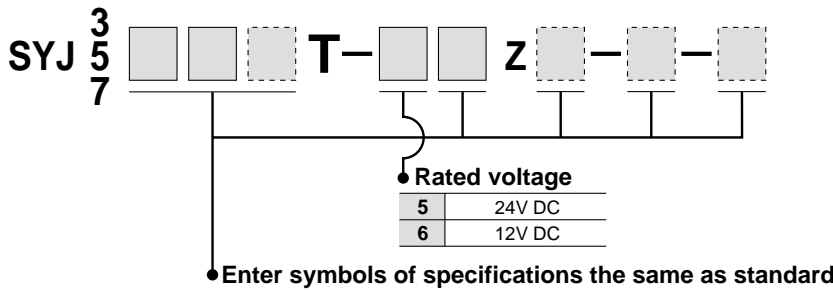 3
SYJ 5 T– Z – –
7
Rated voltage
5 24V DC
6 12V DC
Enter symbols of specifications the same as standard